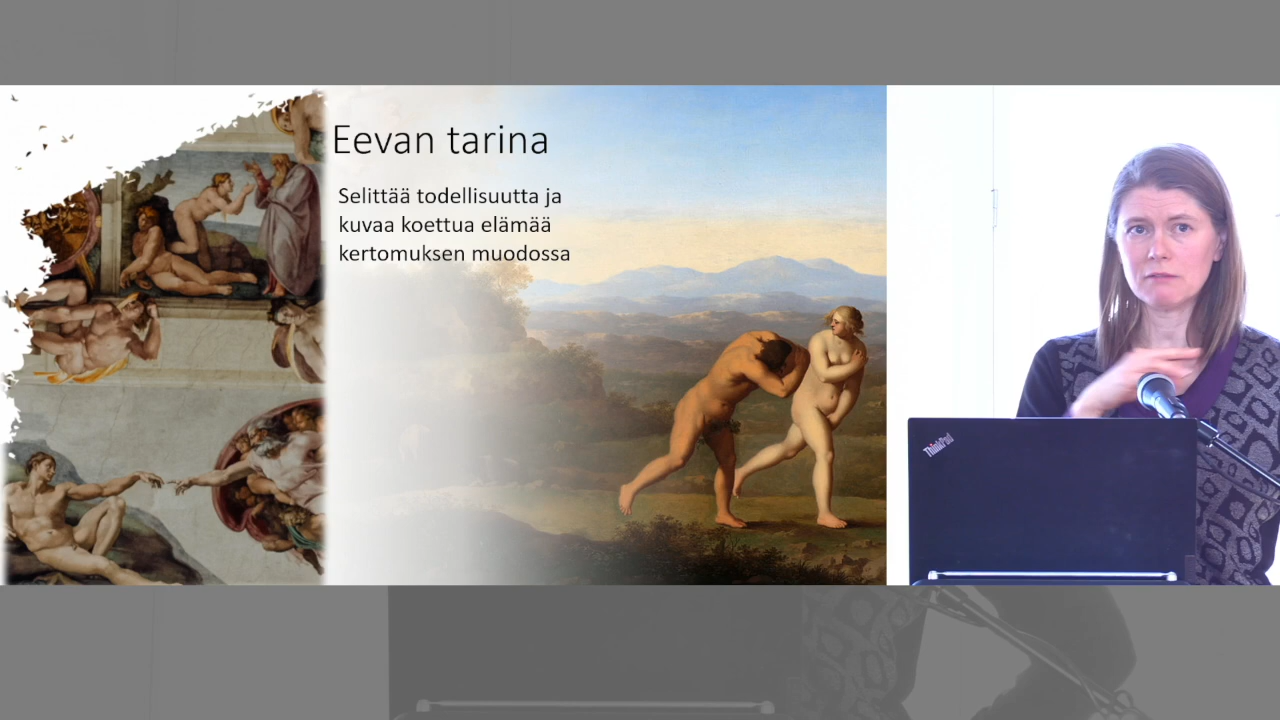 Eevan tarina
Selittää todellisuutta ja
kuvaa koettua elämää
kertomuksen muodossa
ThinkPad